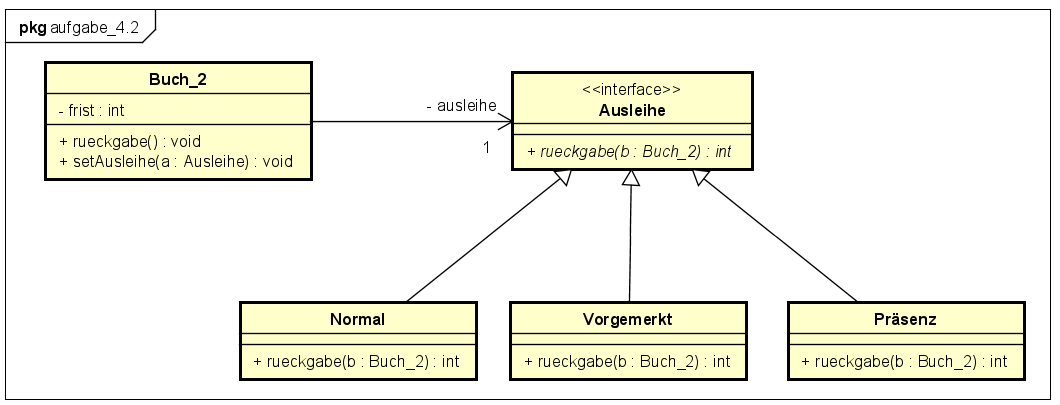 pkg aufgabe_4.2
Buch_2
- frist : int
+ rueckgabe() : void
+ setAusleihe(a : Ausleihe) : void
- ausleihe
1
<<interface>>
Ausleihe
+ rueckgabe(b : Buch_2) : int
Normal
+ rueckgabe(b : Buch_2) : int
Vorgemerkt
+ rueckgabe(b : Buch_2) : int
Präsenz
+ rueckgabe(b : Buch_2) : int